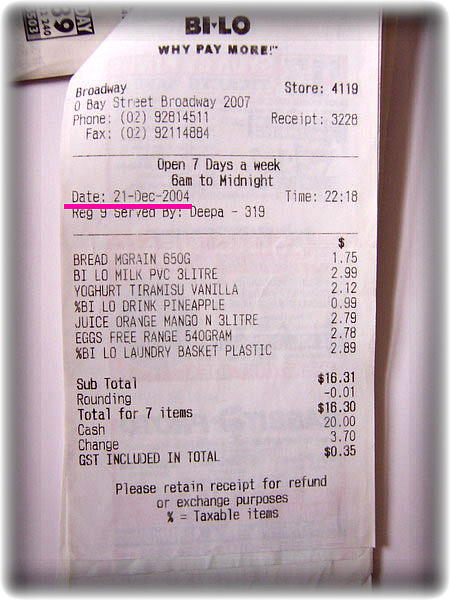 BI-LO
WHY PAY MORE!"
Broadway Store: 4119
0 Bay Street Broadway 2007
Phone: (02) 92814511 Receipt: 3228
Fax: (02) 92114884
Open 7 Days a week
6am to Midnight
Date: 21-Dec-2004 Time: 22:18
Reg 9 Served By: Deepa - 319
$
BREAD MGRAIN 650G 1.75
BI LO MILK PVC 3LITRE 2.99
YOGHURT TIRAMISU VANILLA 2.12
%BI LO DRINK PINEAPPLE 0.99
JUICE ORANGE MANGO N 3LITRE 2.79
EGGS FREE RANGE 540GRAM 2.78
%BI LO LAUNDRY BASKET PLASTIC 2.89
Sub Total $16.31
Rounding -0.01
Total for 7 items $16.30
Cash 20.00
Change 3.70
GST INCLUDED IN TOTAL $0.35
Please retain receipt for refund
or exchange purposes
% = Taxable items